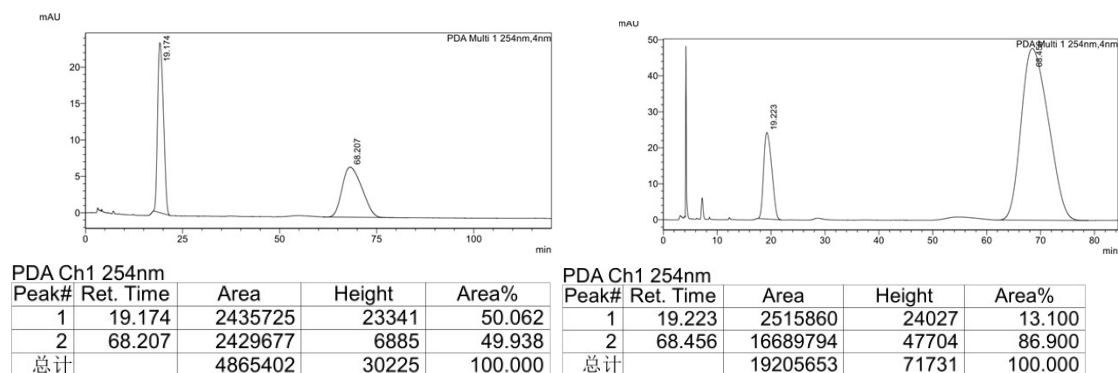 mAU
PDA Multi 1 254nm,4nm
19.174
68.207
20
15
10
5
0
0 25 50 75 100
min
PDA Ch1 254nm
Peak# Ret. Time Area Height Area%
1 19.174 2435725 23341 50.062
2 68.207 2429677 6885 49.938
总计 4865402 30225 100.000
mAU
PDA Multi 1 254nm,4nm
68.456
19.223
50
40
30
20
10
0
0 10 20 30 40 50 60 70 80
min
PDA Ch1 254nm
Peak# Ret. Time Area Height Area%
1 19.223 2515860 24027 13.100
2 68.456 16689794 47704 86.900
总计 19205653 71731 100.000